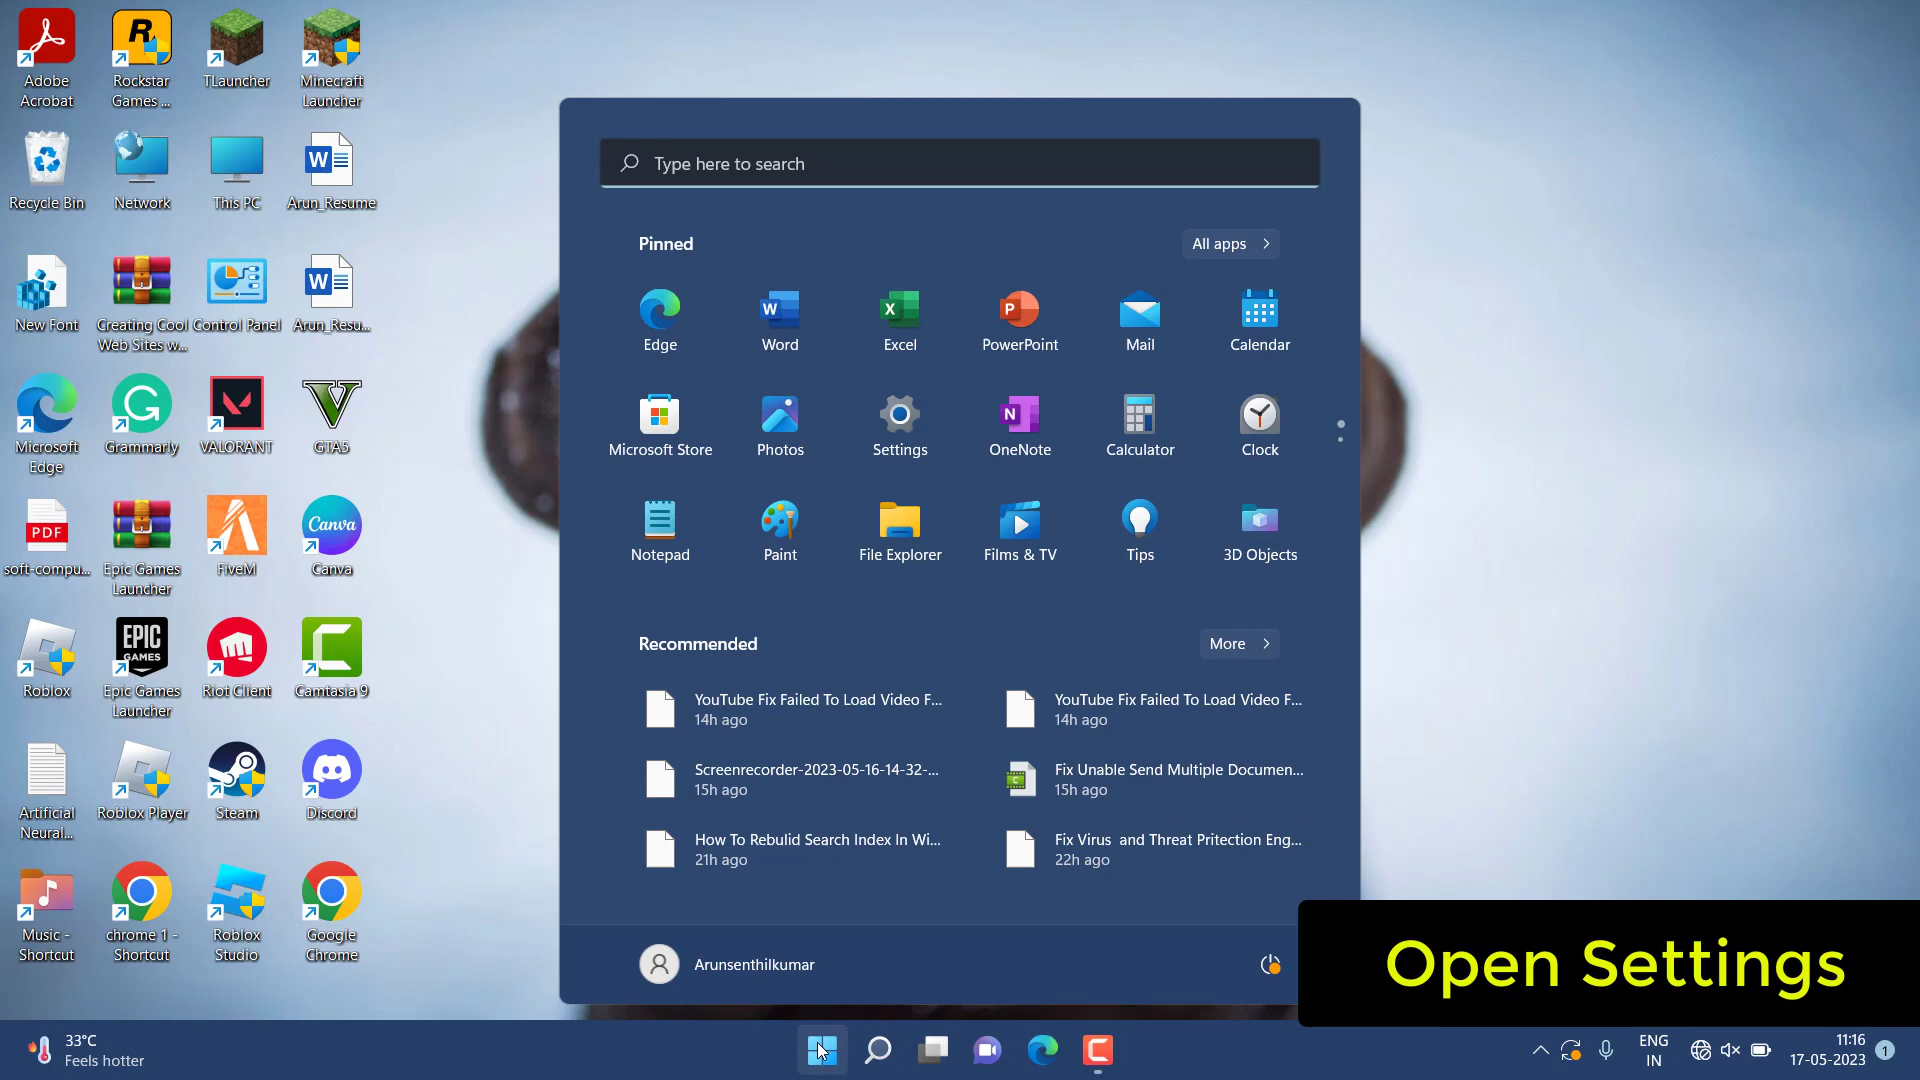 Adobe
Acrobat
Rockstar
Games ...
TLauncher
Minecraft
Launcher
Recycle Bin
Network
This PC
Arun_Resume
New Font
Creating Cool
Web Sites w...
Control Panel
Arun_Resu...
Microsoft
Edge
Grammarly
VALORANT
GTA5
PDF
soft-compu...
Epic Games
Launcher
FiveM
Canva
Canva
Roblox
EPIC
GAMES
Epic Games
Launcher
Riot Client
Camtasia 9
Artificial
Neural...
Roblox Player
Steam
Discord
Music -
Shortcut
chrome 1 -
Shortcut
Roblox
Studio
Google
Chrome
Type here to search
Pinned
All apps
Edge
Word
Excel
PowerPoint
Mail
Calendar
Microsoft Store
Photos
Settings
OneNote
Calculator
Clock
Notepad
Paint
File Explorer
Films & TV
Tips
3D Objects
Recommended
More
YouTube Fix Failed To Load Video F...
14h ago
YouTube Fix Failed To Load Video F...
14h ago
Screenrecorder-2023-05-16-14-32-...
15h ago
Fix Unable Send Multiple Documen...
15h ago
How To Rebulid Search Index In Wi...
21h ago
Fix Virus  and Threat Pritection Eng...
22h ago
Arunsenthilkumar
Open Settings
33°C
Feels hotter
ENG
IN
11:16
17-05-2023
1